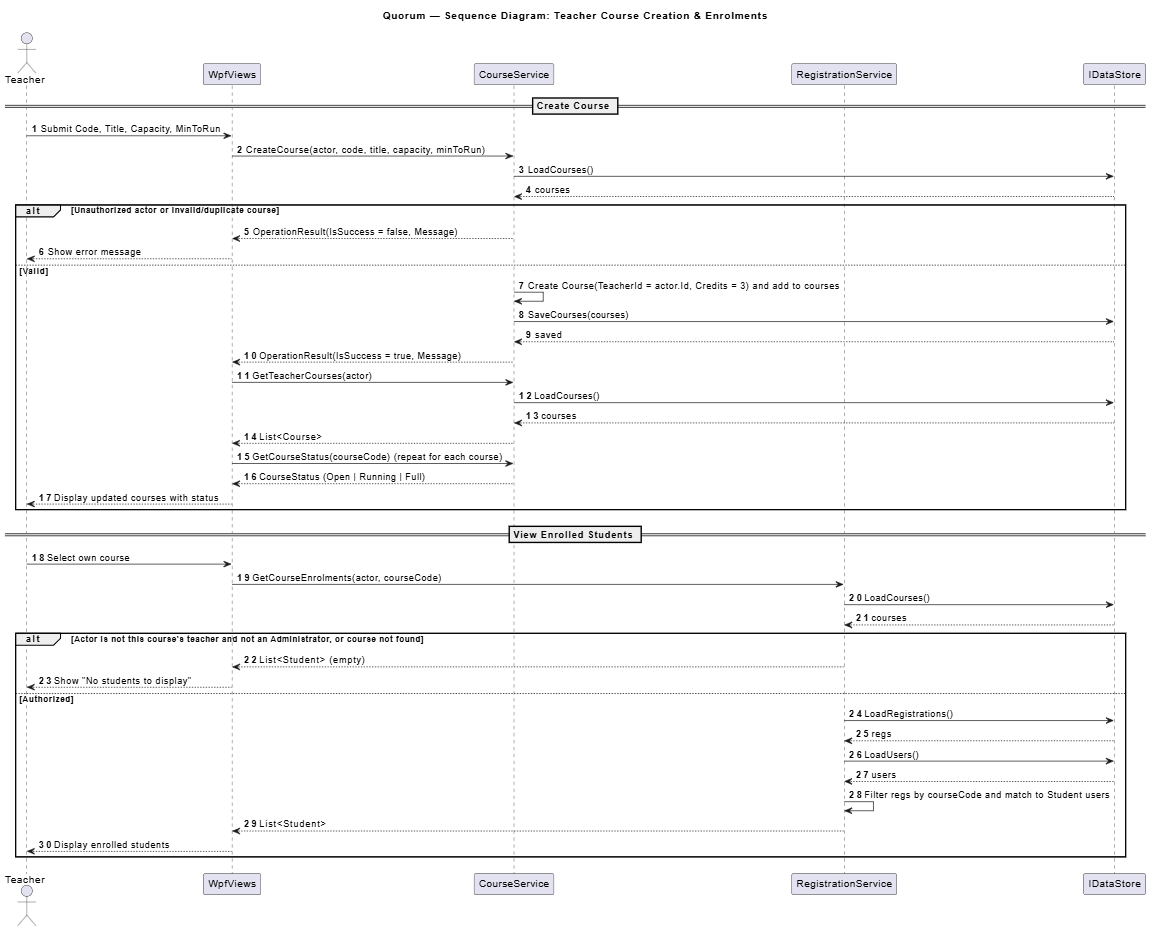 Quorum — Sequence Diagram: Teacher Course Creation & Enrolments
Teacher
WpfViews
CourseService
RegistrationService
IDataStore
Create Course
1 Submit Code, Title, Capacity, MinToRun
2 CreateCourse(actor, code, title, capacity, minToRun)
3 LoadCourses()
4 courses
alt [Unauthorized actor or invalid/duplicate course]
5 OperationResult(IsSuccess = false, Message)
6 Show error message
[Valid]
7 Create Course(TeacherId = actor.Id, Credits = 3) and add to courses
8 SaveCourses(courses)
9 saved
10 OperationResult(IsSuccess = true, Message)
11 GetTeacherCourses(actor)
12 LoadCourses()
13 courses
14 List<Course>
15 GetCourseStatus(courseCode) (repeat for each course)
16 CourseStatus (Open | Running | Full)
17 Display updated courses with status
View Enrolled Students
18 Select own course
19 GetCourseEnrolments(actor, courseCode)
20 LoadCourses()
21 courses
alt [Actor is not this course's teacher and not an Administrator, or course not found]
22 List<Student> (empty)
23 Show "No students to display"
[Authorized]
24 LoadRegistrations()
25 regs
26 LoadUsers()
27 users
28 Filter regs by courseCode and match to Student users
29 List<Student>
30 Display enrolled students
Teacher
WpfViews
CourseService
RegistrationService
IDataStore